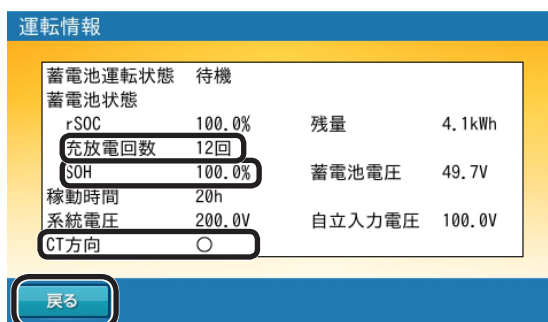 運転情報
蓄電池運転状態 待機
蓄電池状態
rSOC 100.0% 残量 4.1kWh
充放電回数 12回
SOH 100.0% 蓄電池電圧 49.7V
稼動時間 20h
系統電圧 200.0V 自立入力電圧 100.0V
CT方向 ○
戻る